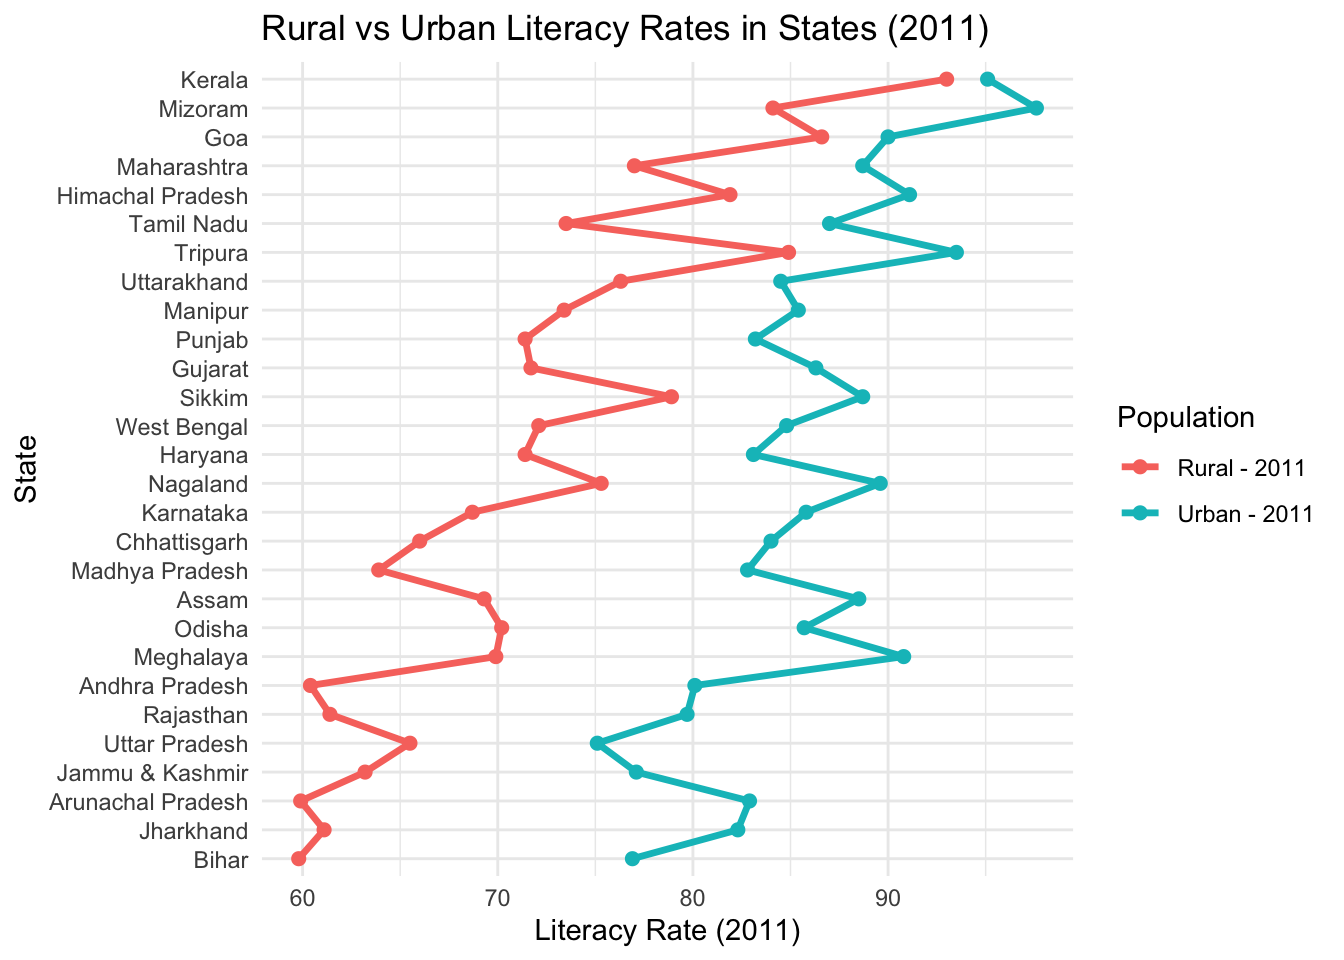 Rural vs Urban Literacy Rates in States (2011)
Kerala
Mizoram
Goa
Maharashtra
Himachal Pradesh
Tamil Nadu
Tripura
Uttarakhand
Manipur
Punjab
Gujarat
Sikkim
West Bengal
Haryana
Nagaland
Karnataka
Chhattisgarh
Madhya Pradesh
Assam
Odisha
Meghalaya
Andhra Pradesh
Rajasthan
Uttar Pradesh
Jammu & Kashmir
Arunachal Pradesh
Jharkhand
Bihar
State
60 70 80 90
Literacy Rate (2011)
Population
Rural - 2011
Urban - 2011